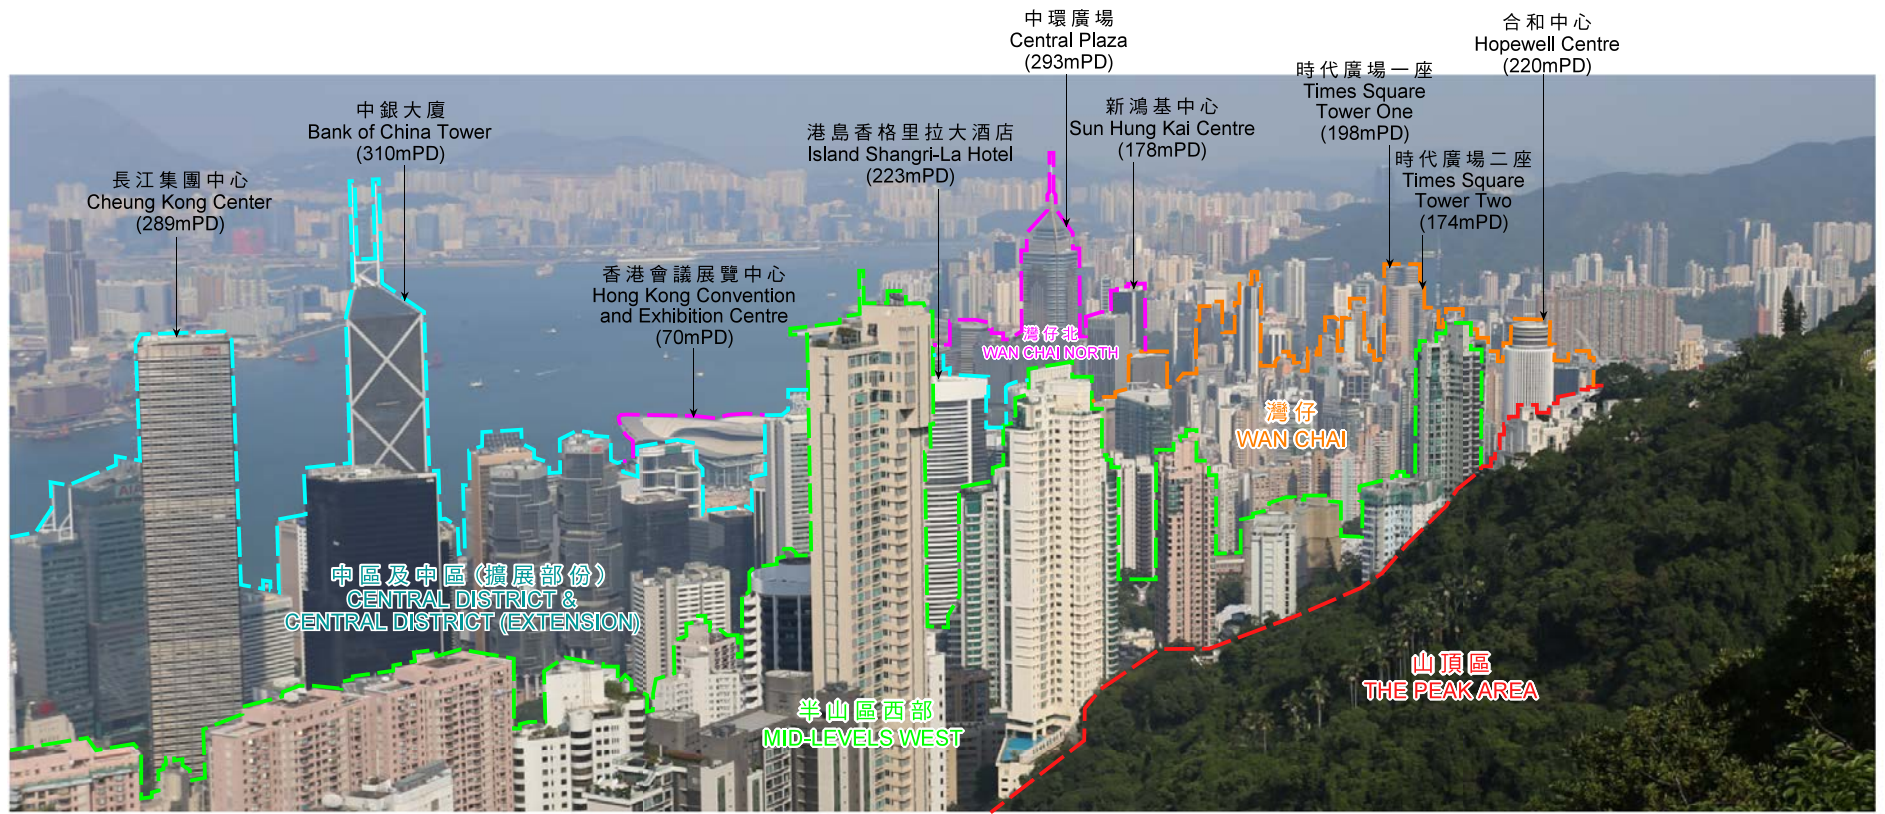 中環廣場
Central Plaza
(293mPD)
合和中心
Hopewell Centre
(220mPD)
時代廣場一座
Times Square
Tower One
(198mPD)
中銀大廈
Bank of China Tower
(310mPD)
新鴻基中心
Sun Hung Kai Centre
(178mPD)
港島香格里拉大酒店
Island Shangri-La Hotel
(223mPD)
時代廣場二座
Times Square
Tower Two
(174mPD)
長江集團中心
Cheung Kong Center
(289mPD)
香港會議展覽中心
Hong Kong Convention
and Exhibition Centre
(70mPD)
灣仔北
WAN CHAI NORTH
灣仔
WAN CHAI
AIA
中區及中區(擴展部份)
CENTRAL DISTRICT &
CENTRAL DISTRICT (EXTENSION)
山頂區
THE PEAK AREA
半山區西部
MID-LEVELS WEST